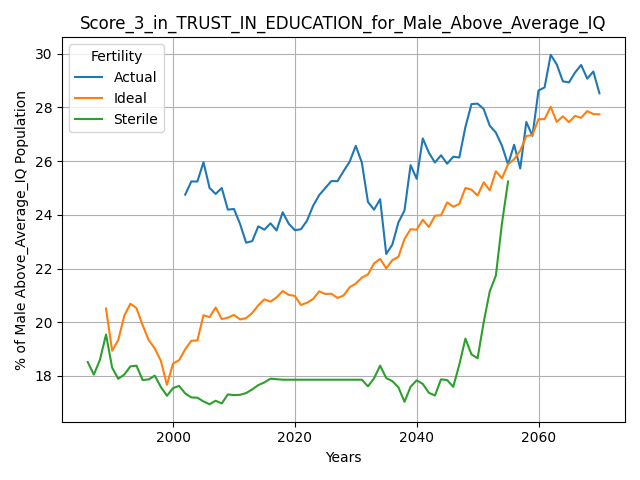 Score_3_in_TRUST_IN_EDUCATION_for_Male_Above_Average_IQ
Fertility
Actual
Ideal
Sterile
% of Male Above_Average_IQ Population
30
28
26
24
22
20
18
2000
2020
2040
2060
Years